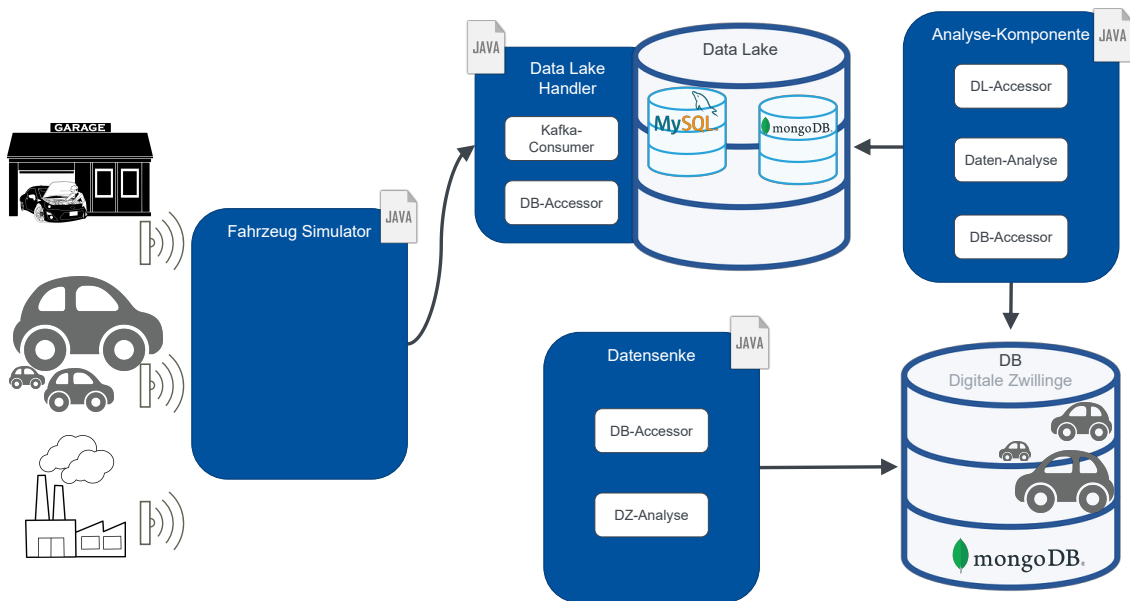 GARAGE
JAVA
Fahrzeug Simulator
JAVA
Data Lake
Handler
Kafka-
Consumer
DB-Accessor
Data Lake
MySQL
mongoDB
JAVA
Analyse-Komponente
DL-Accessor
Daten-Analyse
DB-Accessor
JAVA
Datensenke
DB-Accessor
DZ-Analyse
DB
Digitale Zwillinge
mongoDB